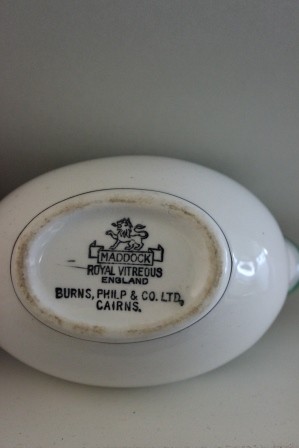 MADDOCK
ROYAL VITREOUS
ENGLAND
BURNS, PHILP & CO. LTD,
CAIRNS.